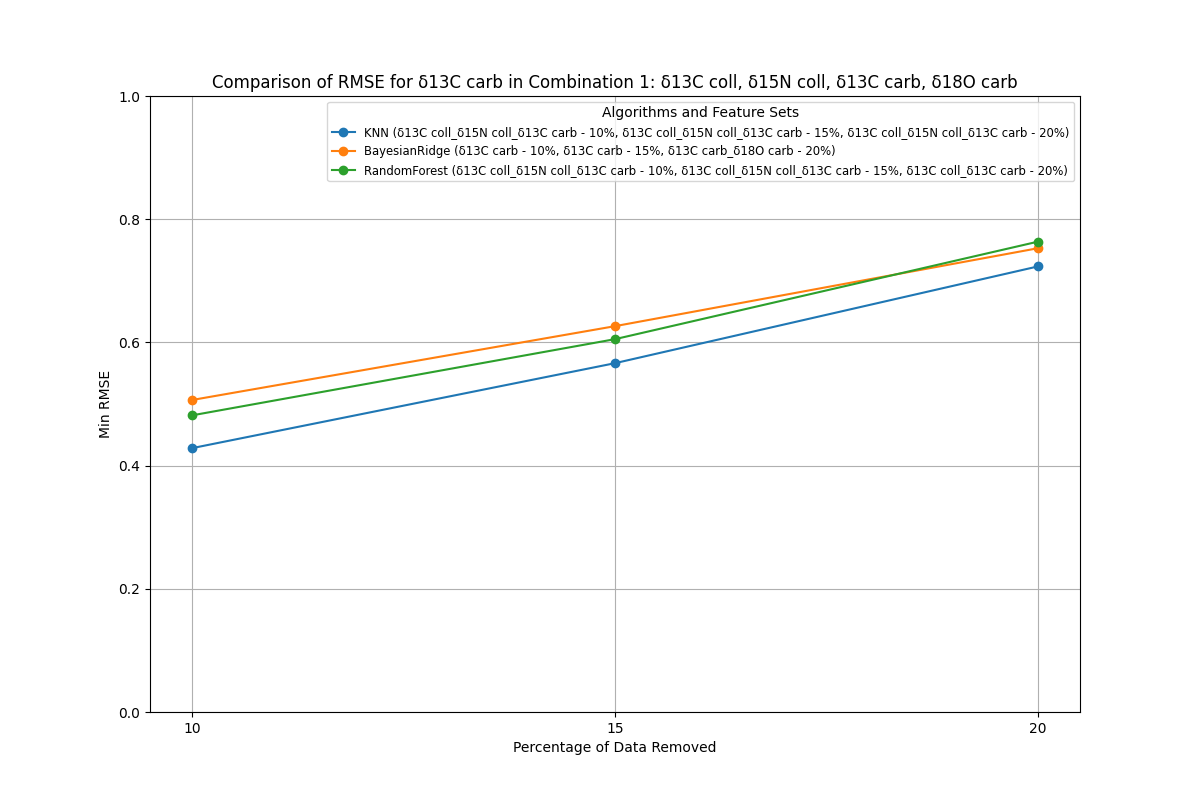 Comparison of RMSE for δ13C carb in Combination 1: δ13C coll, δ15N coll, δ13C carb, δ18O carb
Algorithms and Feature Sets
KNN (δ13C coll_δ15N coll_δ13C carb - 10%, δ13C coll_δ15N coll_δ13C carb - 15%, δ13C coll_δ15N coll_δ13C carb - 20%)
BayesianRidge (δ13C carb - 10%, δ13C carb - 15%, δ13C carb_δ18O carb - 20%)
RandomForest (δ13C coll_δ15N coll_δ13C carb - 10%, δ13C coll_δ15N coll_δ13C carb - 15%, δ13C coll_δ13C carb - 20%)
1.0
0.8
0.6
0.4
0.2
0.0
Min RMSE
10
15
20
Percentage of Data Removed